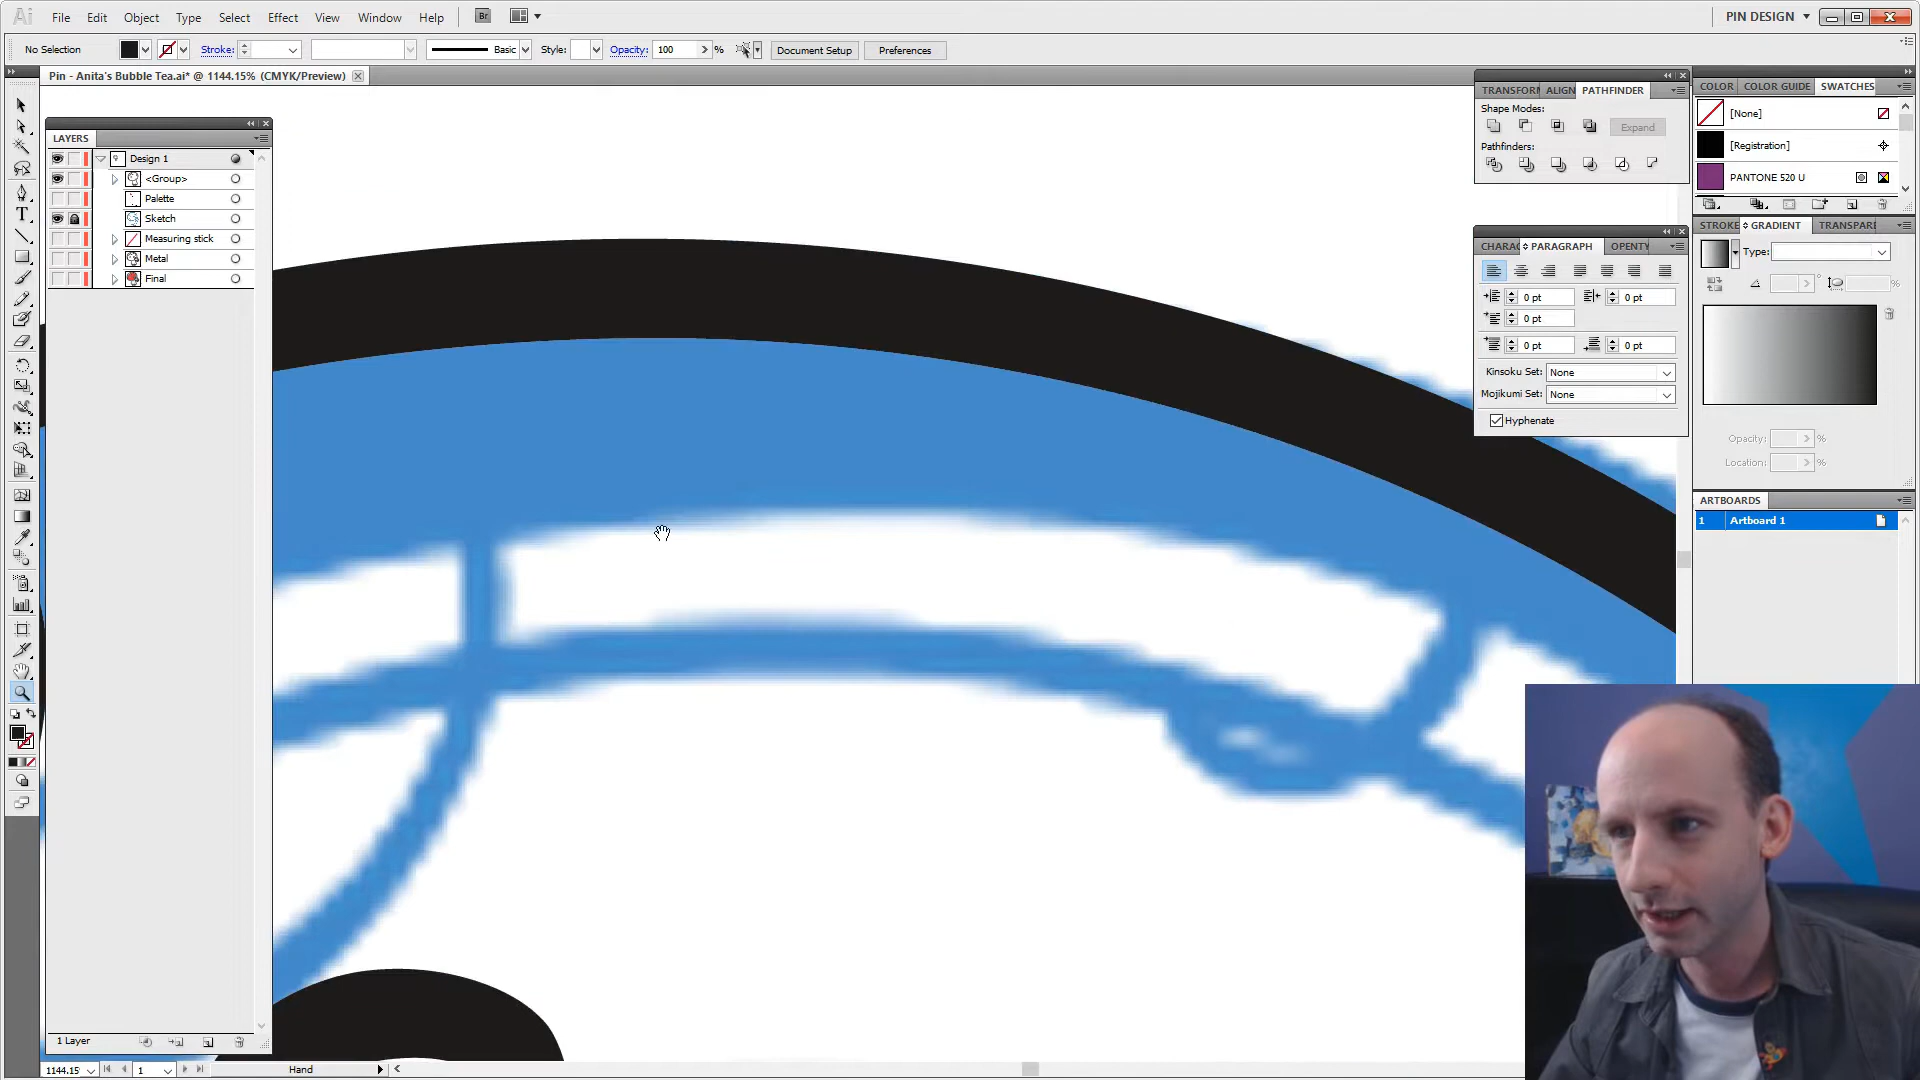 Ai File Edit Object Type Select Effect View Window Help Br PIN DESIGN
No Selection Stroke: Basic Style: Opacity: 100 % Document Setup Preferences
Pin - Anita's Bubble Tea.ai* @ 1144.15% (CMYK/Preview)
LAYERS
Design 1
<Group>
Palette
Sketch
Measuring stick
Metal
Final
1 Layer
1144.15 1 Hand
TRANSFORM ALIGN PATHFINDER
Shape Modes:
Expand
Pathfinders:
CHARAC PARAGRAPH OPENTY
0 pt 0 pt
0 pt
0 pt 0 pt
Kinsoku Set: None
Mojikumi Set: None
Hyphenate
COLOR COLOR GUIDE SWATCHES
[None]
[Registration]
PANTONE 520 U
STROKE GRADIENT TRANSPARE
Type:
%
Opacity: %
Location: %
ARTBOARDS
1 Artboard 1